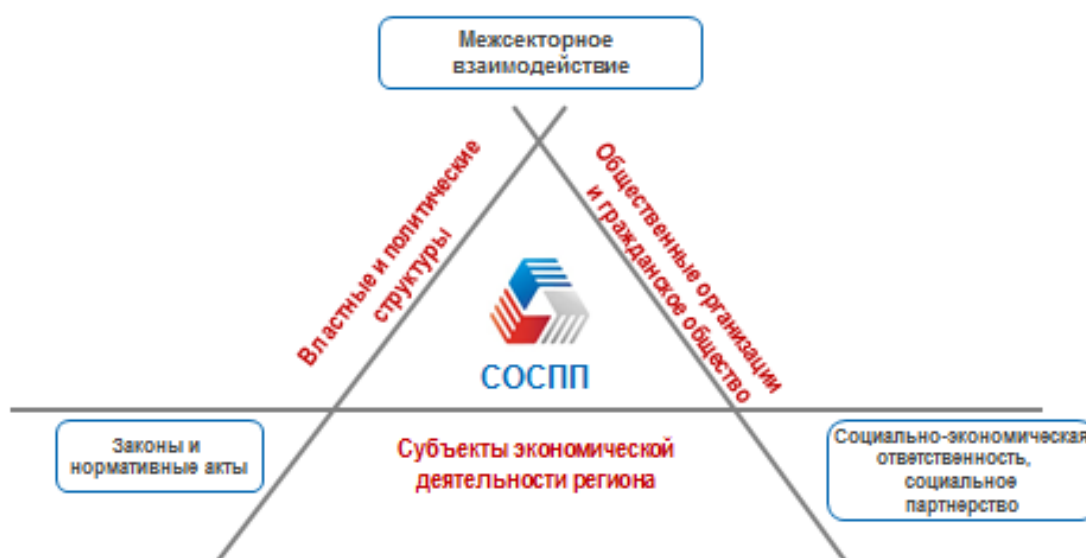 Межсекторное
взаимодействие
Властные и политические
структуры
Общественные организации
и гражданское общество
СОСПП
Законы и
нормативные акты
Субъекты экономической
деятельности региона
Социально-экономическая
ответственность,
социальное
партнерство